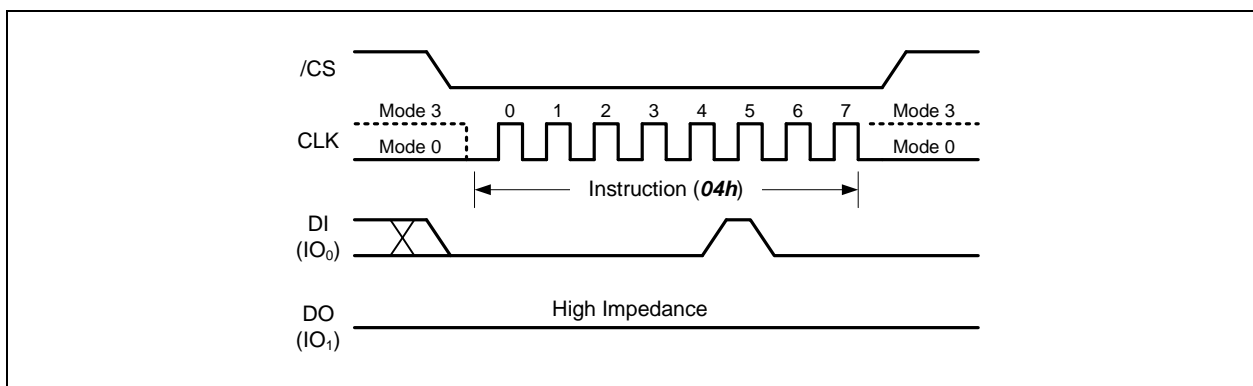 /CS
Mode 3 0 1 2 3 4 5 6 7 Mode 3
CLK
Mode 0 Mode 0
Instruction (04h)
DI
(IO₀)
High Impedance
DO
(IO₁)